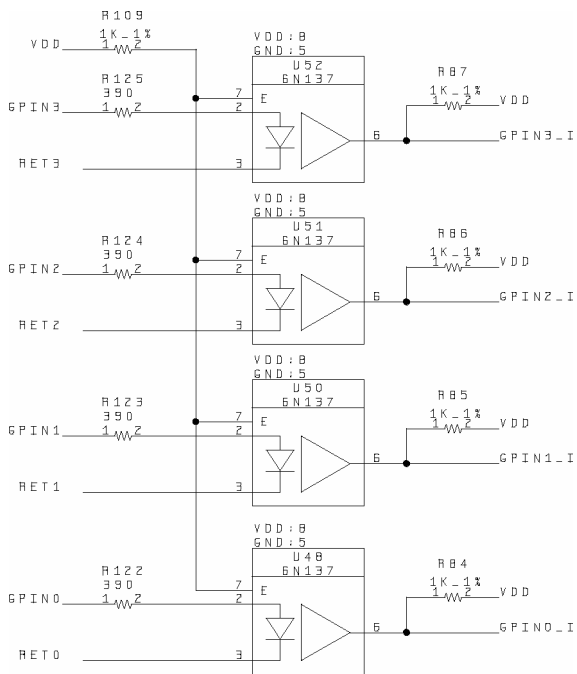 R109
1K_1%
VDD
1 2
VDD:8
GND:5
U52
6N137
R125
390
GPIN3
1 2
7
E
2
RET3
3
6
R87
1K_1%
1 2
VDD
GPIN3_I
VDD:8
GND:5
U51
6N137
R124
390
GPIN2
1 2
7
E
2
RET2
3
6
R86
1K_1%
1 2
VDD
GPIN2_I
VDD:8
GND:5
U50
6N137
R123
390
GPIN1
1 2
7
E
2
RET1
3
6
R85
1K_1%
1 2
VDD
GPIN1_I
VDD:8
GND:5
U48
6N137
R122
390
GPIN0
1 2
7
E
2
RET0
3
6
R84
1K_1%
1 2
VDD
GPIN0_I